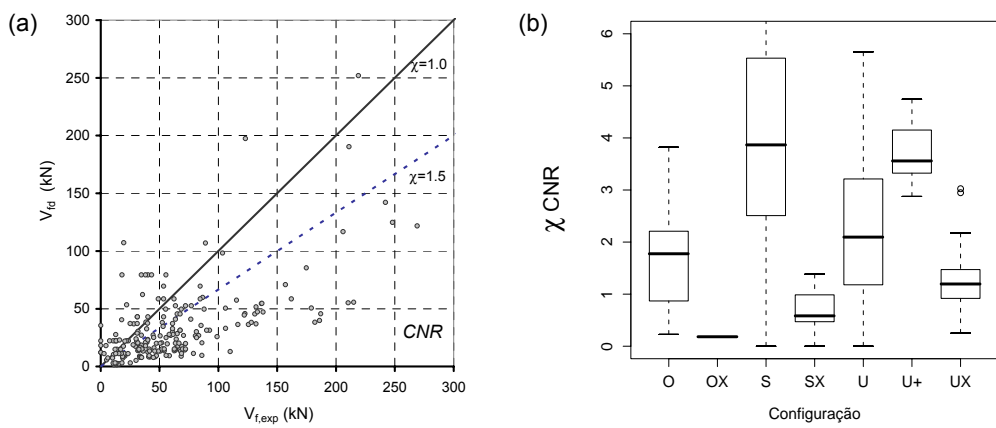 (a)
300
250
200
150
100
50
0
V_fd (kN)
χ=1.0
χ=1.5
CNR
0 50 100 150 200 250 300
V_f,exp (kN)
(b)
6
5
4
3
2
1
0
χ CNR
O OX S SX U U+ UX
Configuração